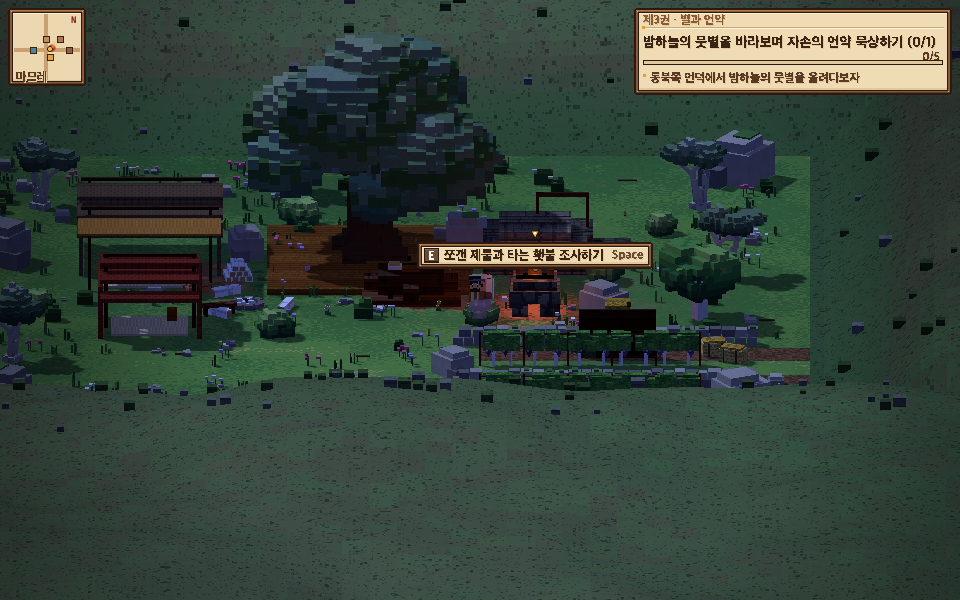 N
마므레
제3권 · 별과 언약
밤하늘의 뭇별을 바라보며 자손의 언약 묵상하기 (0/1)
0/5
동북쪽 언덕에서 밤하늘의 뭇별을 올려다보자
E 쪼갠 제물과 타는 횃불 조사하기 Space